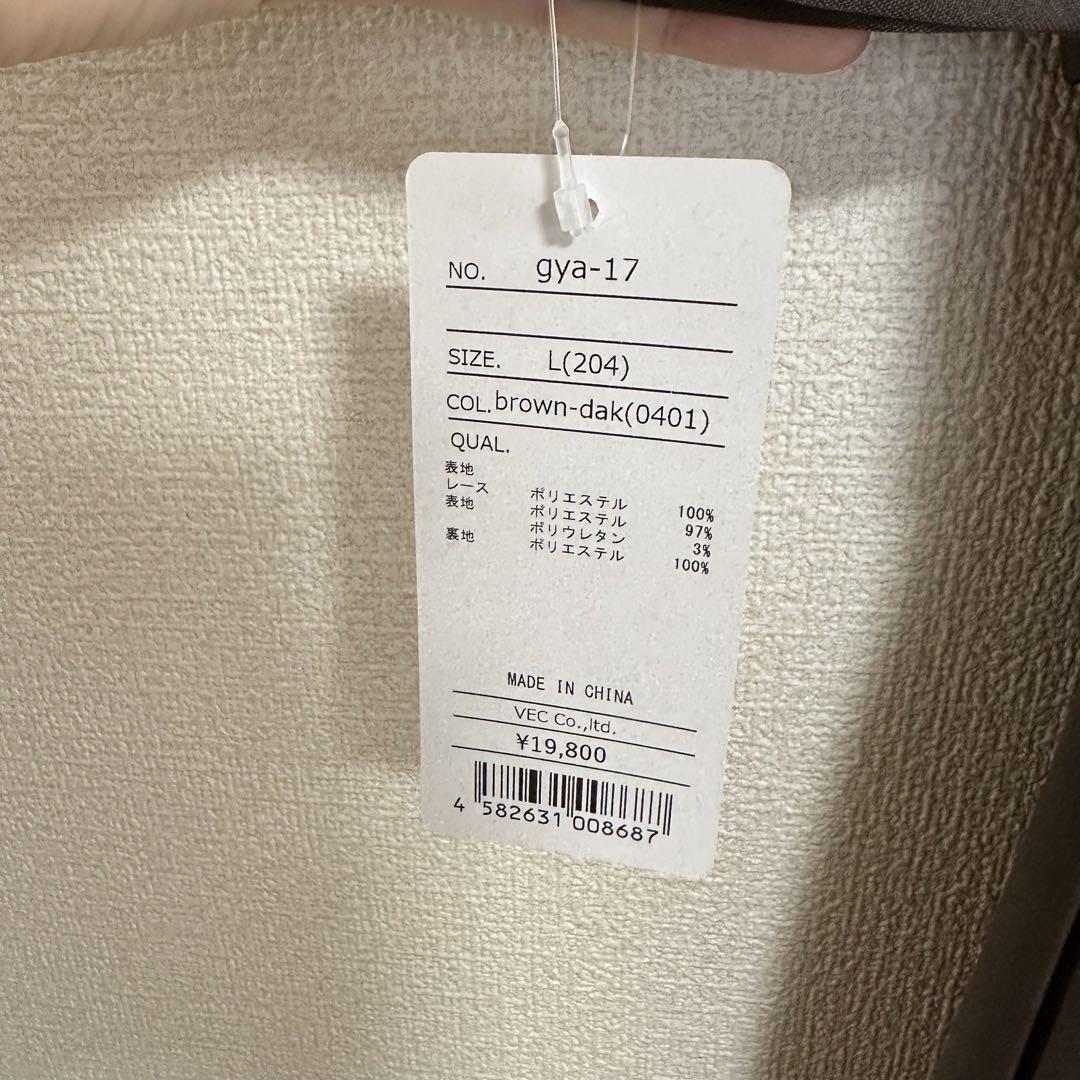 NO. gya-17
SIZE. L(204)
COL. brown-dak(0401)
QUAL.
表地
レース ポリエステル 100%
表地 ポリエステル 97%
ポリウレタン 3%
裏地 ポリエステル 100%
MADE IN CHINA
VEC Co.,ltd.
¥19,800
4 582631 008687